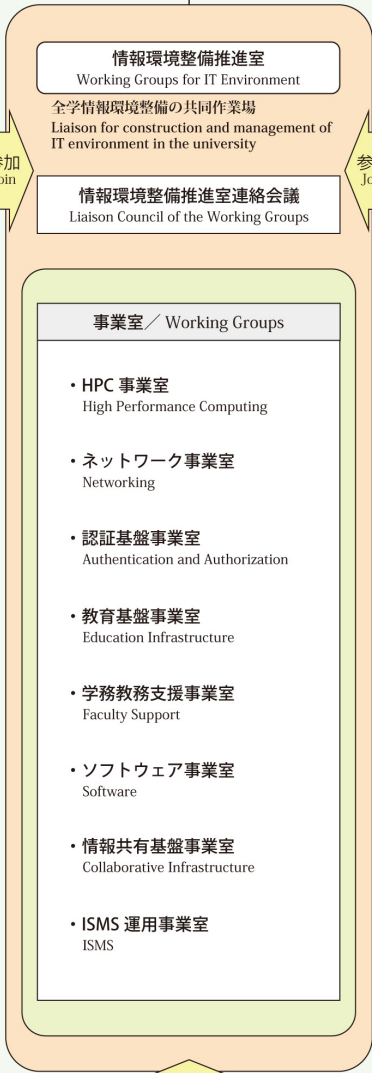 情報環境整備推進室
Working Groups for IT Environment
全学情報環境整備の共同作業場
Liaison for construction and management of
IT environment in the university
参加
Join
情報環境整備推進室連絡会議
Liaison Council of the Working Groups
事業室／Working Groups
・HPC 事業室
High Performance Computing
・ネットワーク事業室
Networking
・認証基盤事業室
Authentication and Authorization
・教育基盤事業室
Education Infrastructure
・学務教務支援事業室
Faculty Support
・ソフトウェア事業室
Software
・情報共有基盤事業室
Collaborative Infrastructure
・ISMS 運用事業室
ISMS